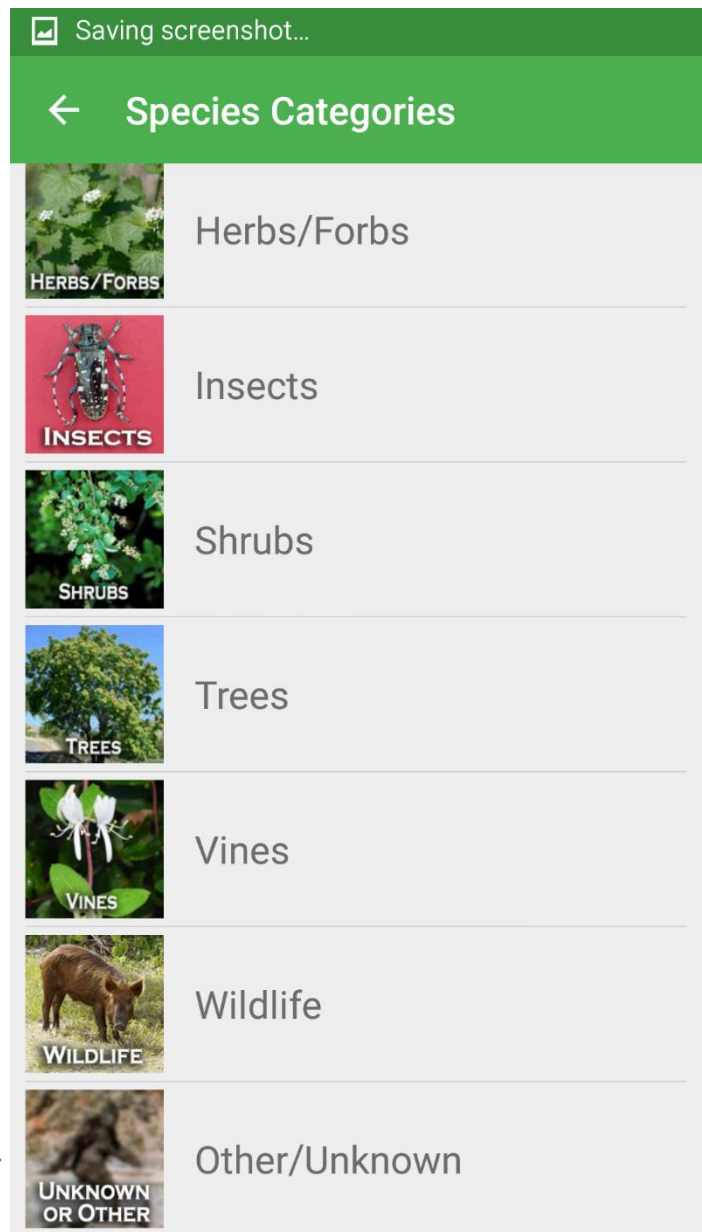 Saving screenshot...
Species Categories
HERBS/FORBS
Herbs/Forbs
INSECTS
Insects
SHRUBS
Shrubs
TREES
Trees
VINES
Vines
WILDLIFE
Wildlife
UNKNOWN
OR OTHER
Other/Unknown